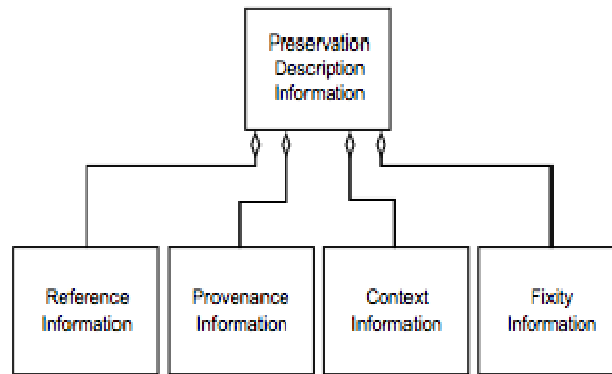 Preservation
Description
Information
Reference
Information
Provenance
Information
Context
Information
Fixity
Information